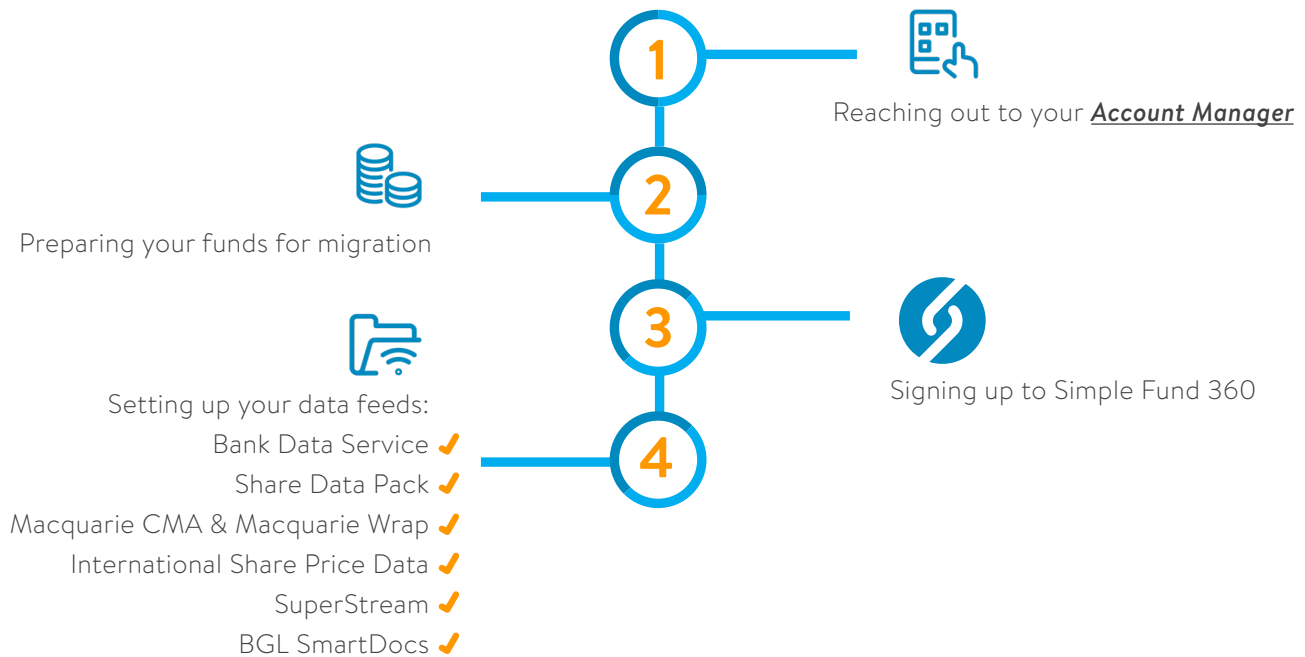 1
Reaching out to your Account Manager
2
Preparing your funds for migration
3
Signing up to Simple Fund 360
4
Setting up your data feeds:
Bank Data Service
Share Data Pack
Macquarie CMA & Macquarie Wrap
International Share Price Data
SuperStream
BGL SmartDocs